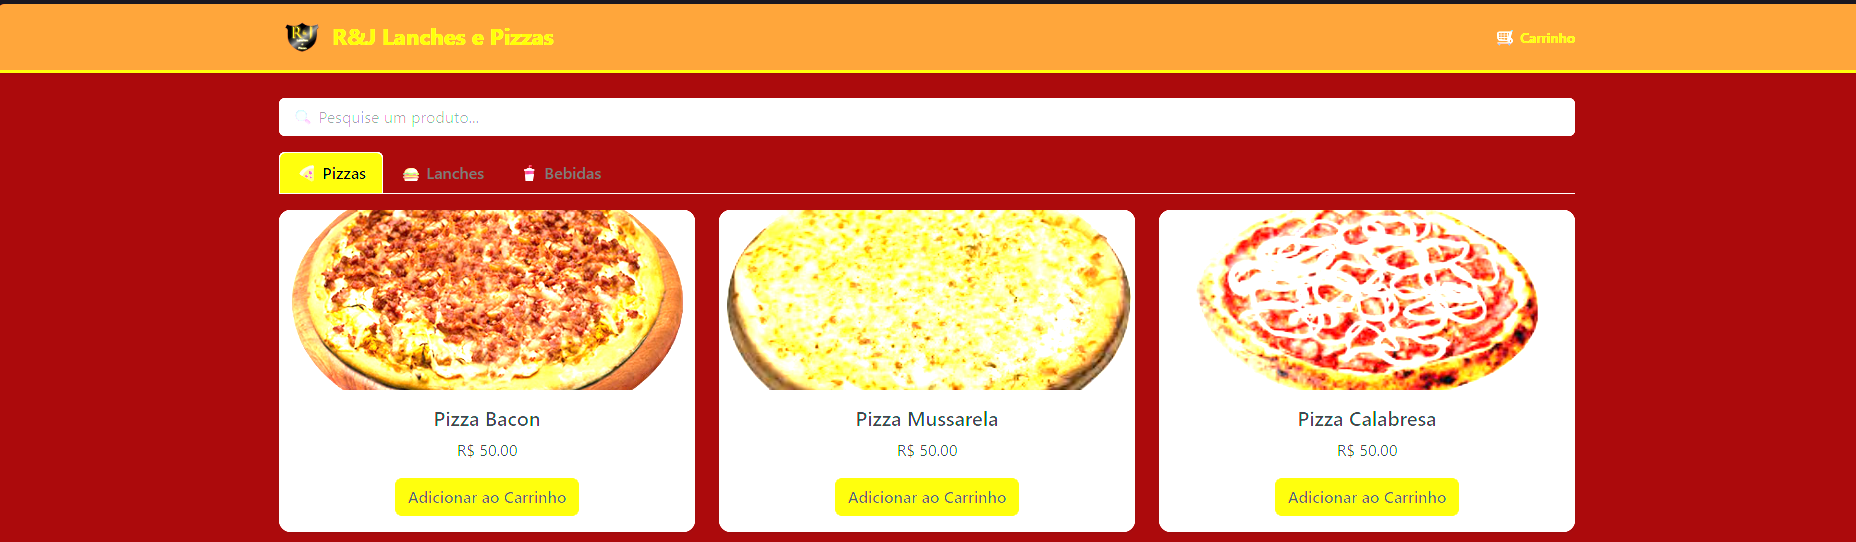 R&J
R&J Lanches e Pizzas
Carrinho
Pesquise um produto...
Pizzas
Lanches
Bebidas
Pizza Bacon
R$ 50.00
Adicionar ao Carrinho
Pizza Mussarela
R$ 50.00
Adicionar ao Carrinho
Pizza Calabresa
R$ 50.00
Adicionar ao Carrinho